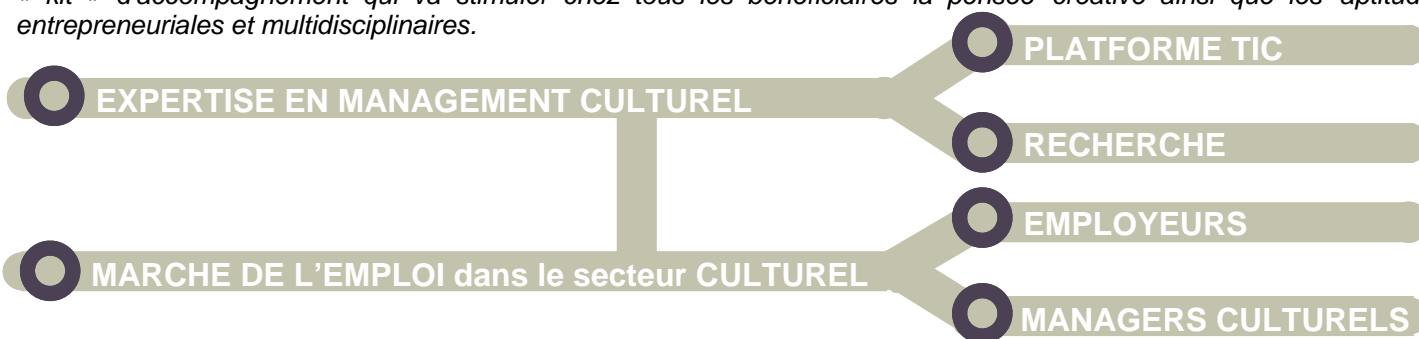 « kit » d'accompagnement qui va stimuler chez tous les bénéficiaires la pensée créative ainsi que les
entrepreneuriales et multidisciplinaires.
PLATFORME TIC
EXPERTISE EN MANAGEMENT CULTUREL
RECHERCHE
EMPLOYEURS
MARCHE DE L'EMPLOI dans le secteur CULTUREL
MANAGERS CULTURELS